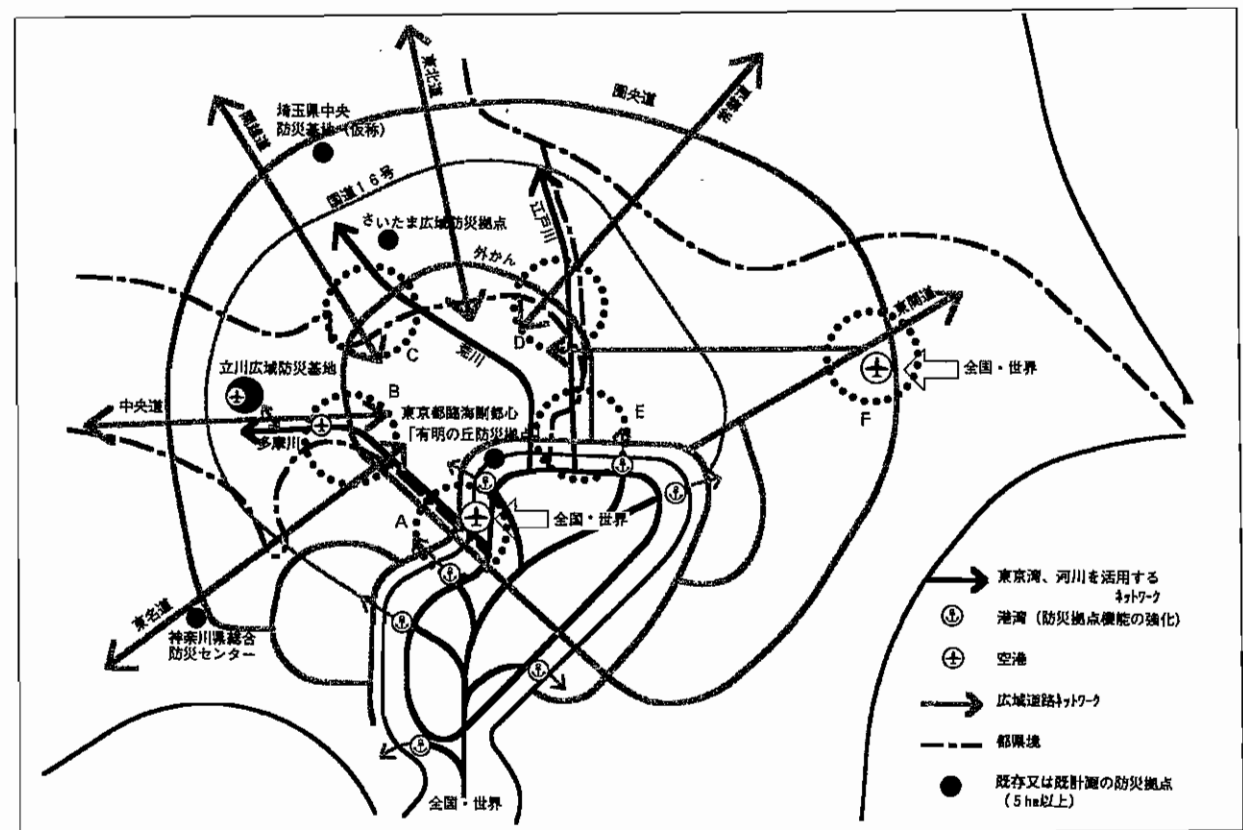 東北道
圏央道
常磐道
関越道
埼玉県中央
防災基地（仮称）
国道１６号
さいたま広域防災拠点
江戸川
外かん
東関道
荒川
C
D
立川広域防災基地
B
全国・世界
F
中央道
東京都臨海副都心
「有明の丘防災拠点
E
多摩川
A
全国・世界
東名道
神奈川県総合
防災センター
全国・世界
東京湾、河川を活用する
ﾈｯﾄﾜｰｸ
港湾（防災拠点機能の強化）
空港
広域道路ﾈｯﾄﾜｰｸ
都県境
既存又は既計測の防災拠点
（５ha以上）